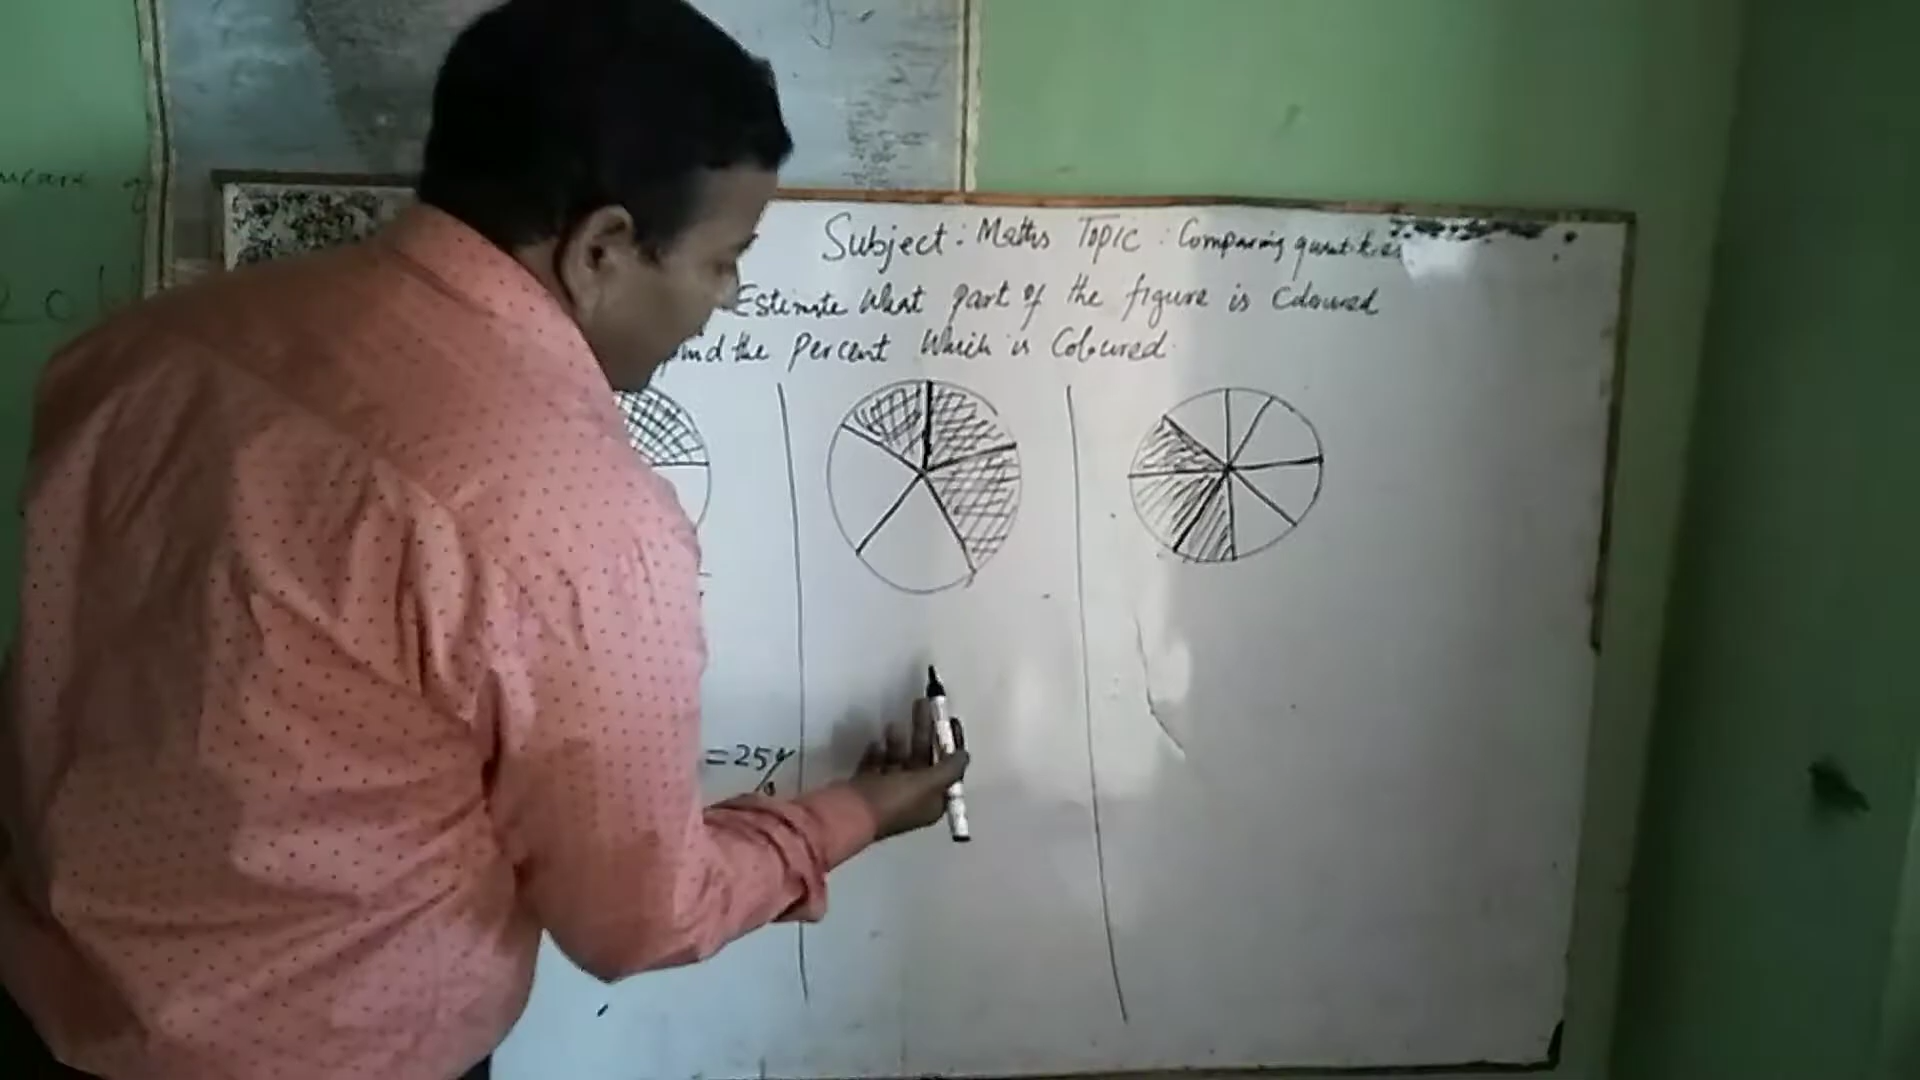 Subject: Maths Topic: Comparing quantities
Estimate What part of the figure is Coloured
the Percent Which is Coloured.
= 25%